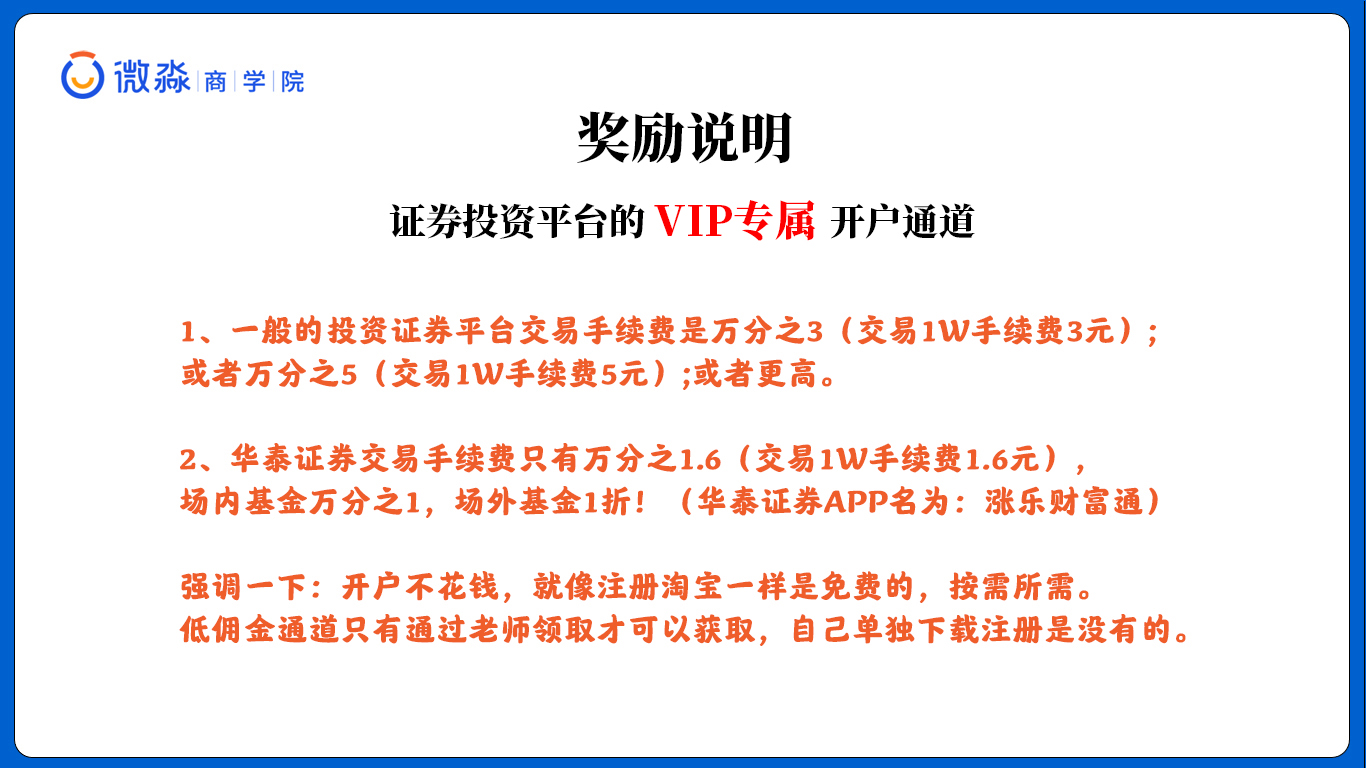 微淼商学院
奖励说明
证券投资平台的 VIP专属 开户通道
1、一般的投资证券平台交易手续费是万分之3（交易1W手续费3元）;
或者万分之5（交易1W手续费5元）;或者更高。
2、华泰证券交易手续费只有万分之1.6（交易1W手续费1.6元），
场内基金万分之1，场外基金1折！（华泰证券APP名为：涨乐财富通）
强调一下：开户不花钱，就像注册淘宝一样是免费的，按需所需。
低佣金通道只有通过老师领取才可以获取，自己单独下载注册是没有的。